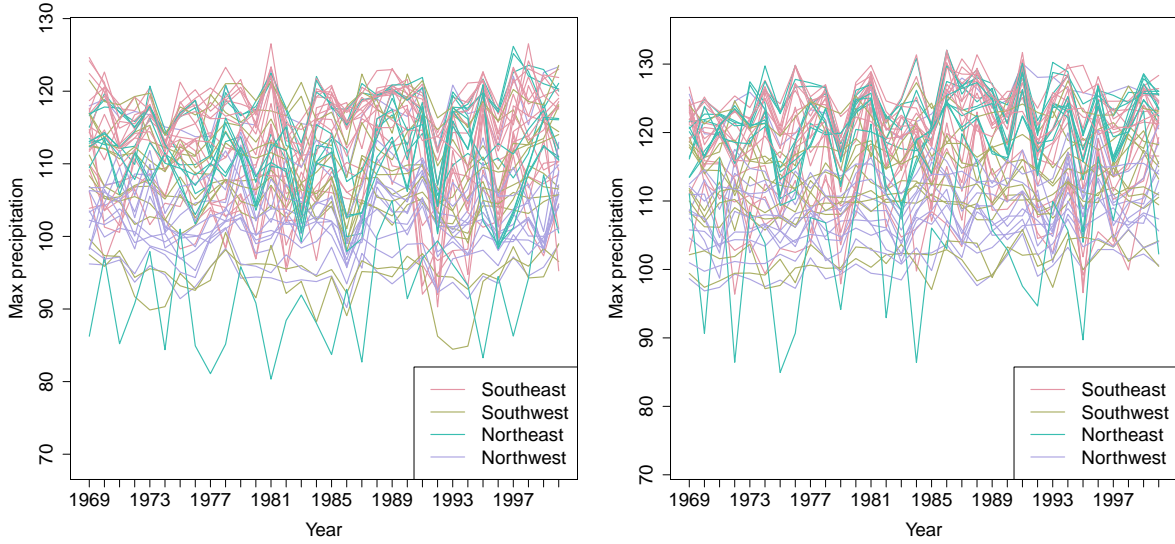 Max precipitation
130
120
110
100
90
80
70
1969 1973 1977 1981 1985 1989 1993 1997
Year
Southeast
Southwest
Northeast
Northwest
Max precipitation
130
120
110
100
90
80
70
1969 1973 1977 1981 1985 1989 1993 1997
Year
Southeast
Southwest
Northeast
Northwest